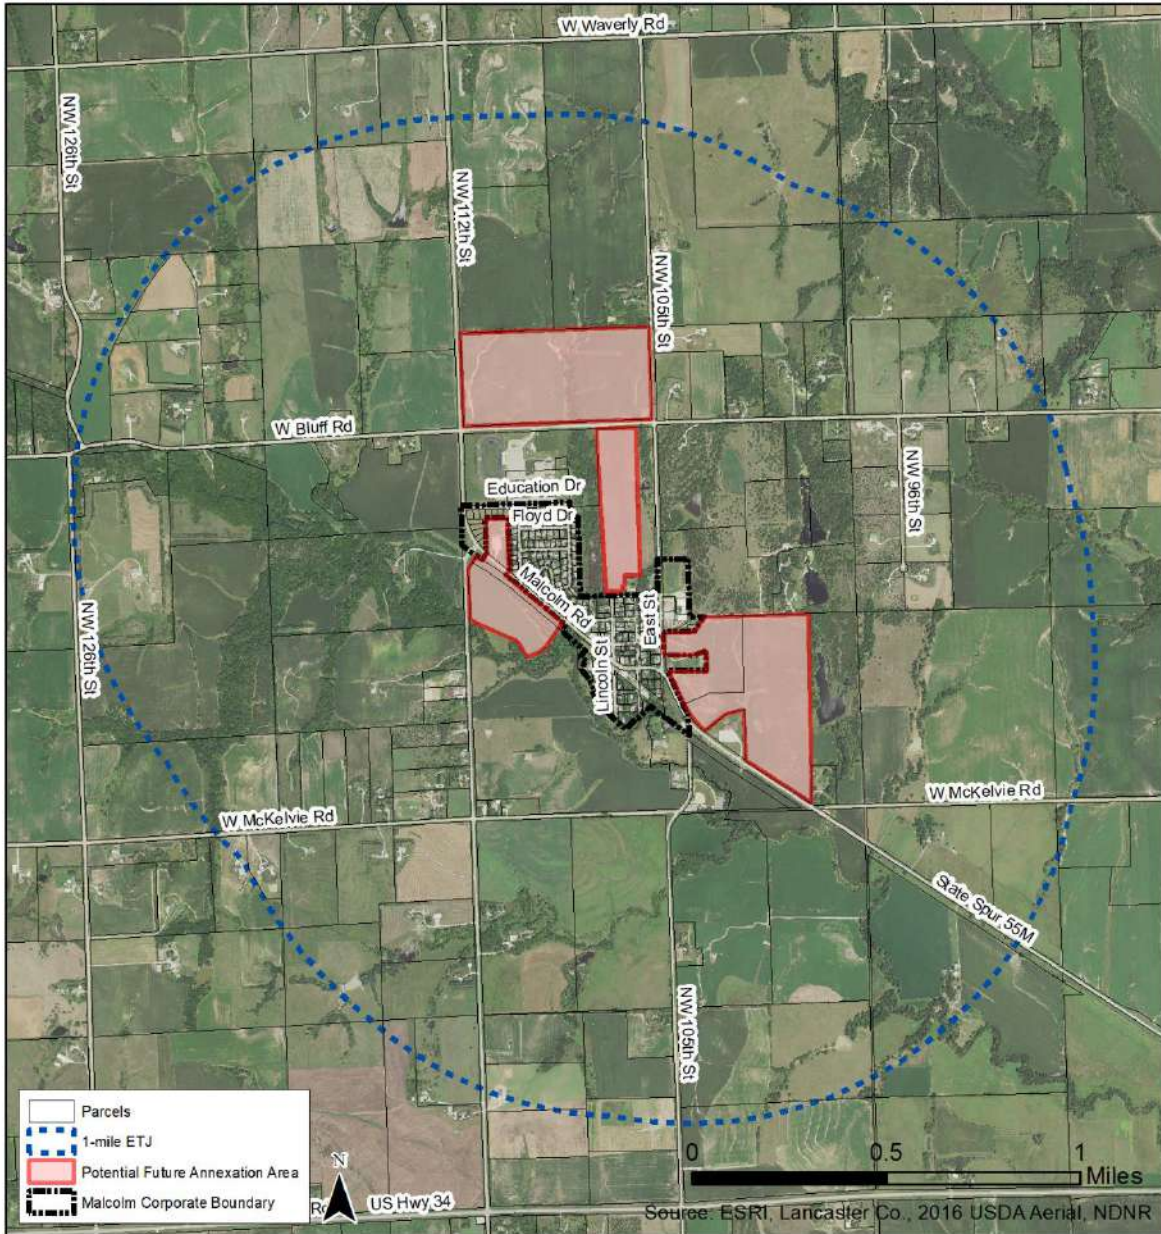 W Waverly Rd
NW 126th St
NW 112th St
NW 105th St
W Bluff Rd
NW 96th St
Education Dr
Floyd Dr
Malcolm Rd
East St
Lincoln St
NW 126th St
W McKelvie Rd
W McKelvie Rd
State Spur 55M
NW 105th St
Parcels
1-mile ETJ
Potential Future Annexation Area
Malcolm Corporate Boundary
N
Rd
US Hwy 34
0 0.5 1
Miles
Source: ESRI, Lancaster Co., 2016 USDA Aerial, NDNR